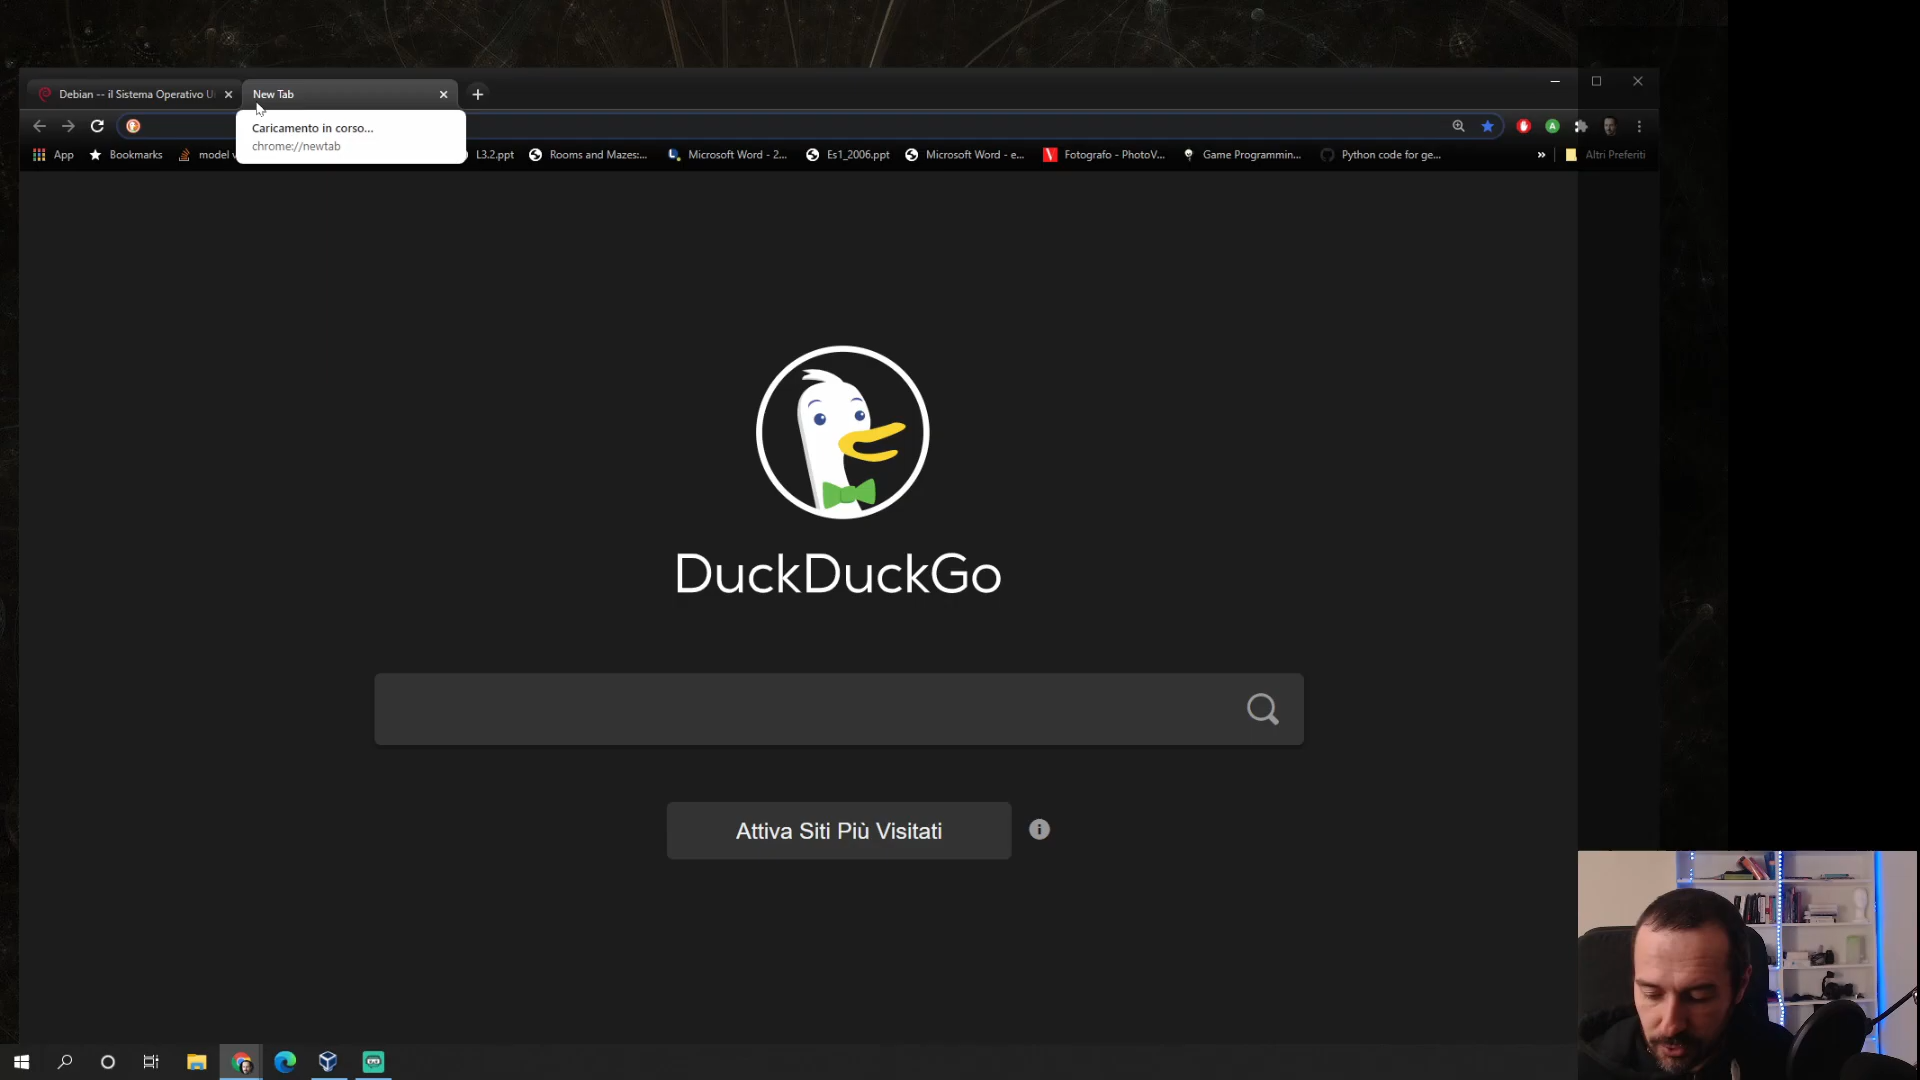 Debian -- il Sistema Operativo U
New Tab
Caricamento in corso...
chrome://newtab
App
Bookmarks
model
L3.2.ppt
Rooms and Mazes:...
Microsoft Word - 2...
Es1_2006.ppt
Microsoft Word - e...
Fotografo - PhotoV...
Game Programmin...
Python code for ge...
»
Altri Preferiti
DuckDuckGo
Attiva Siti Più Visitati